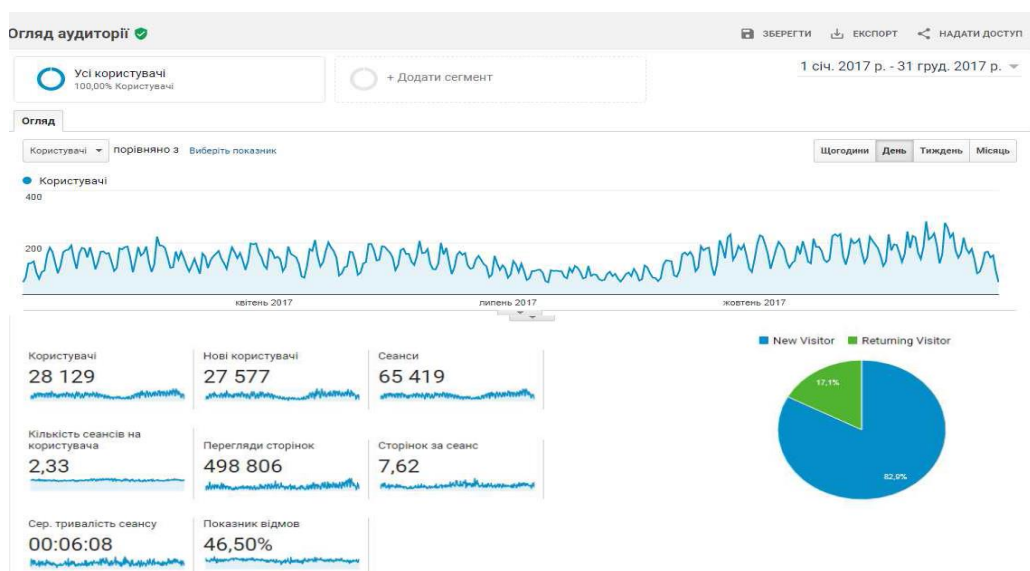 Огляд аудиторії
ЗБЕРЕГТИ ЕКСПОРТ НАДАТИ ДОСТУП
Усі користувачі
100,00% Користувачі
+ Додати сегмент
1 січ. 2017 р. - 31 груд. 2017 р.
Огляд
Користувачі порівняно з Виберіть показник
Щогодини День Тиждень Місяць
Користувачі
400
200
квітень 2017 липень 2017 жовтень 2017
New Visitor Returning Visitor
17,1%
82,9%
Користувачі
28 129
Нові користувачі
27 577
Сеанси
65 419
Кількість сеансів на
користувача
2,33
Перегляди сторінок
498 806
Сторінок за сеанс
7,62
Сер. тривалість сеансу
00:06:08
Показник відмов
46,50%